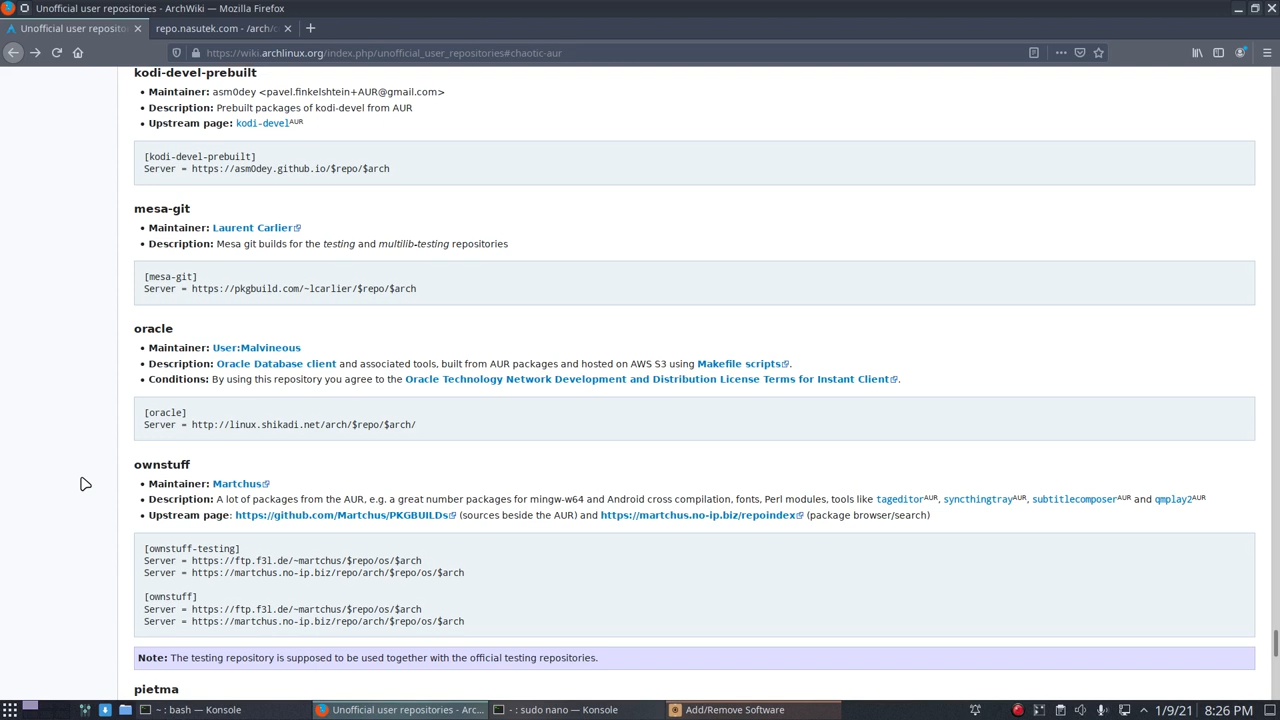 Unofficial user repositories - ArchWiki — Mozilla Firefox
Unofficial user reposito
repo.nasutek.com - /arch/
https://wiki.archlinux.org/index.php/unofficial_user_repositories#chaotic-aur
kodi-devel-prebuilt
• Maintainer: asm0dey <pavel.finkelshtein+AUR@gmail.com>
• Description: Prebuilt packages of kodi-devel from AUR
• Upstream page: kodi-develAUR
[kodi-devel-prebuilt]
Server = https://asm0dey.github.io/$repo/$arch
mesa-git
• Maintainer: Laurent Carlier
• Description: Mesa git builds for the testing and multilib-testing repositories
[mesa-git]
Server = https://pkgbuild.com/~lcarlier/$repo/$arch
oracle
• Maintainer: User:Malvineous
• Description: Oracle Database client and associated tools, built from AUR packages and hosted on AWS S3 using Makefile scripts.
• Conditions: By using this repository you agree to the Oracle Technology Network Development and Distribution License Terms for Instant Client.
[oracle]
Server = http://linux.shikadi.net/arch/$repo/$arch/
ownstuff
• Maintainer: Martchus
• Description: A lot of packages from the AUR, e.g. a great number packages for mingw-w64 and Android cross compilation, fonts, Perl modules, tools like tageditorAUR, syncthingtrayAUR, subtitlecomposerAUR and qmplay2AUR
• Upstream page: https://github.com/Martchus/PKGBUILDs (sources beside the AUR) and https://martchus.no-ip.biz/repoindex (package browser/search)
[ownstuff-testing]
Server = https://ftp.f3l.de/~martchus/$repo/os/$arch
Server = https://martchus.no-ip.biz/repo/arch/$repo/os/$arch
[ownstuff]
Server = https://ftp.f3l.de/~martchus/$repo/os/$arch
Server = https://martchus.no-ip.biz/repo/arch/$repo/os/$arch
Note: The testing repository is supposed to be used together with the official testing repositories.
pietma
~ : bash — Konsole
Unofficial user repositories - Arc...
- : sudo nano — Konsole
Add/Remove Software
1/9/21
8:26 PM